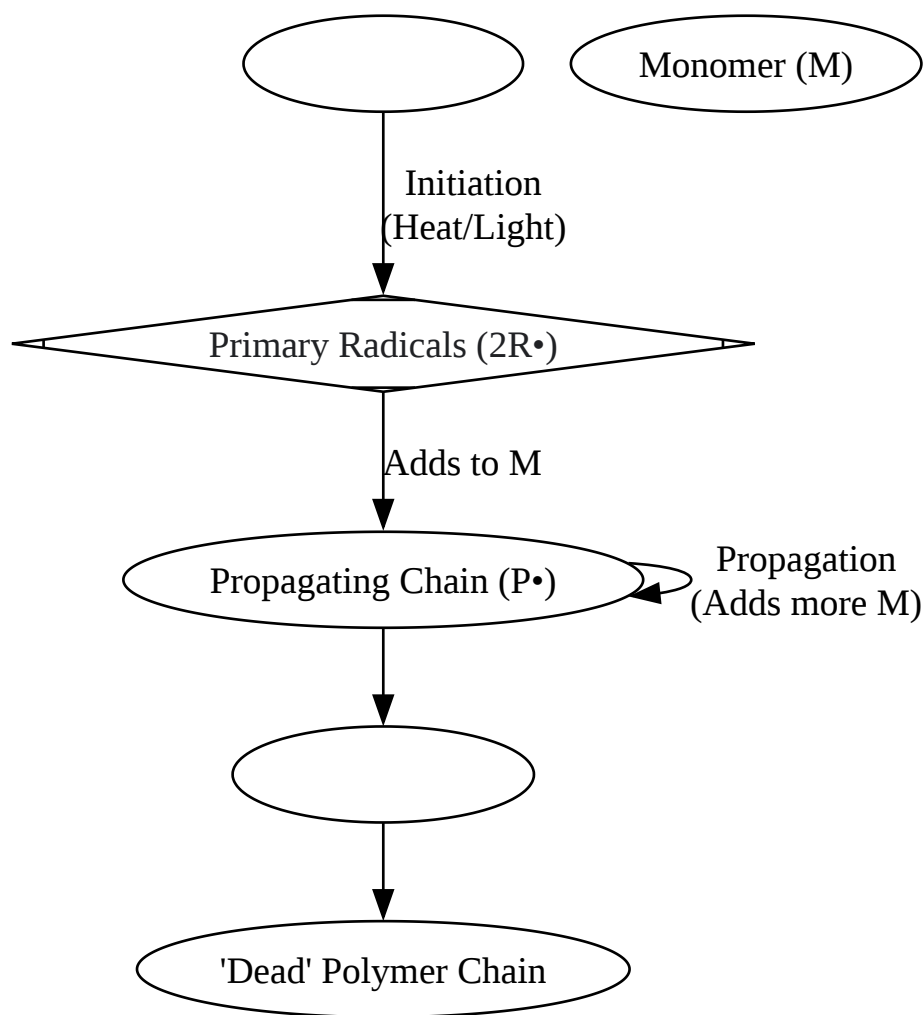 Monomer (M)
Initiation
(Heat/Light)
Primary Radicals (2R•)
Adds to M
Propagating Chain (P•)
Propagation
(Adds more M)
'Dead' Polymer Chain